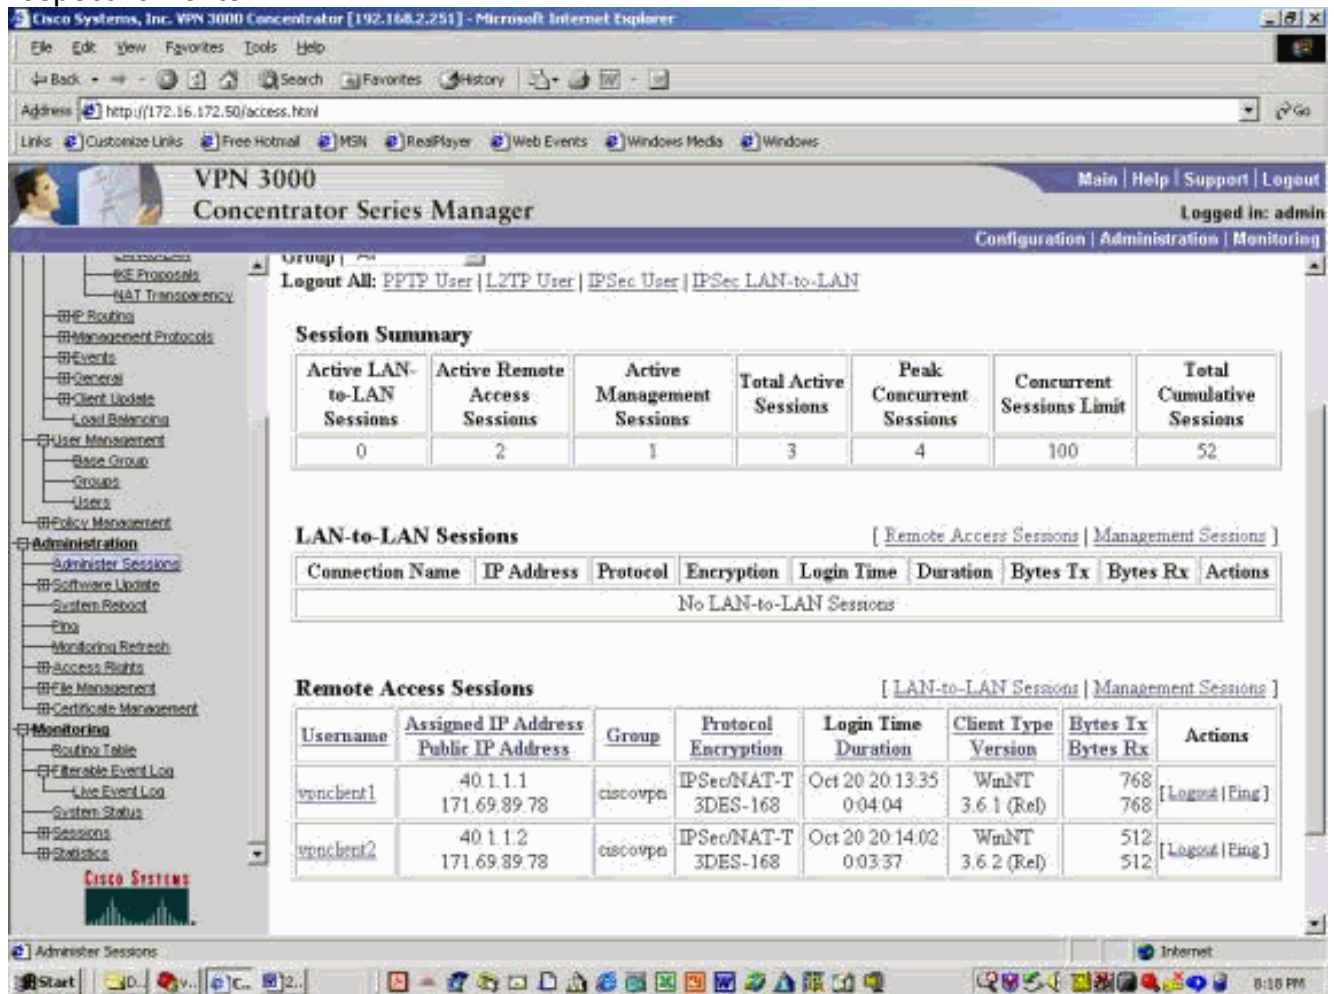 Cisco Systems, Inc. VPN 3000 Concentrator [192.168.2.251] - Microsoft Internet Explorer
File Edit View Favorites Tools Help
Back Search Favorites History
Address http://172.16.172.50/access.html Go
Links Customize Links Free Hotmail MSN RealPlayer Web Events Windows Media Windows
VPN 3000
Concentrator Series Manager
Main | Help | Support | Logout
Logged in: admin
Configuration | Administration | Monitoring
IKE Proposals
NAT Transparency
IP Routing
Management Protocols
Events
General
Client Update
Load Balancing
User Management
Base Group
Groups
Users
Policy Management
Administration
Administer Sessions
Software Update
System Reboot
Ping
Monitoring Refresh
Access Rights
File Management
Certificate Management
Monitoring
Routing Table
Filterable Event Log
Live Event Log
System Status
Sessions
Statistics
CISCO SYSTEMS
Group
Logout All: PPTP User | L2TP User | IPSec User | IPSec LAN-to-LAN
Session Summary
Active LAN-to-LAN Sessions Active Remote Access Sessions Active Management Sessions Total Active Sessions Peak Concurrent Sessions Concurrent Sessions Limit Total Cumulative Sessions
0 2 1 3 4 100 52
LAN-to-LAN Sessions [ Remote Access Sessions | Management Sessions ]
Connection Name IP Address Protocol Encryption Login Time Duration Bytes Tx Bytes Rx Actions
No LAN-to-LAN Sessions
Remote Access Sessions [ LAN-to-LAN Sessions | Management Sessions ]
Username Assigned IP Address Public IP Address Group Protocol Encryption Login Time Duration Client Type Version Bytes Tx Bytes Rx Actions
vpnclient1 40.1.1.1 171.69.89.78 ciscovpn IPSec/NAT-T 3DES-168 Oct 20 20:13:35 0:04:04 WinNT 3.6.1 (Rel) 768 768 [ Logout | Ping ]
vpnclient2 40.1.1.2 171.69.89.78 ciscovpn IPSec/NAT-T 3DES-168 Oct 20 20:14:02 0:03:37 WinNT 3.6.2 (Rel) 512 512 [ Logout | Ping ]
Administer Sessions Internet
Start D.. v.. C.. 2.. 8:18 PM